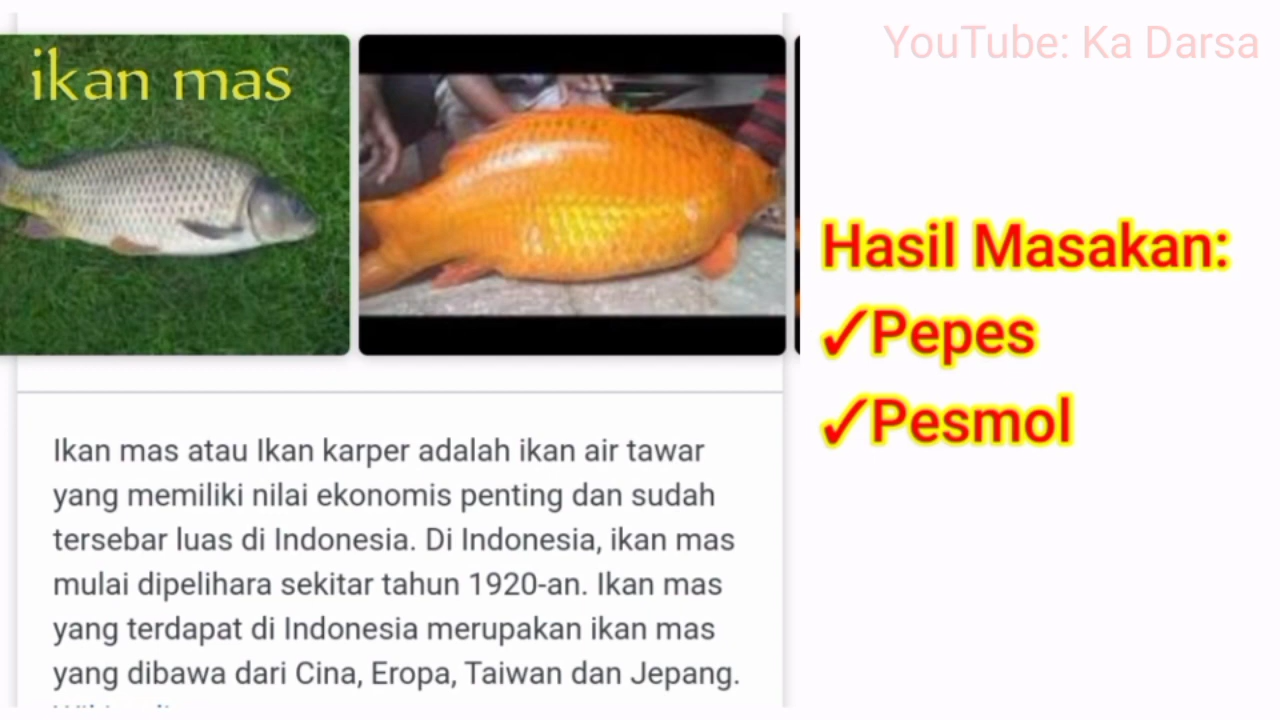 YouTube: Ka Darsa
ikan mas
Hasil Masakan:
✓Pepes
✓Pesmol
Ikan mas atau Ikan karper adalah ikan air tawar
yang memiliki nilai ekonomis penting dan sudah
tersebar luas di Indonesia. Di Indonesia, ikan mas
mulai dipelihara sekitar tahun 1920-an. Ikan mas
yang terdapat di Indonesia merupakan ikan mas
yang dibawa dari Cina, Eropa, Taiwan dan Jepang.